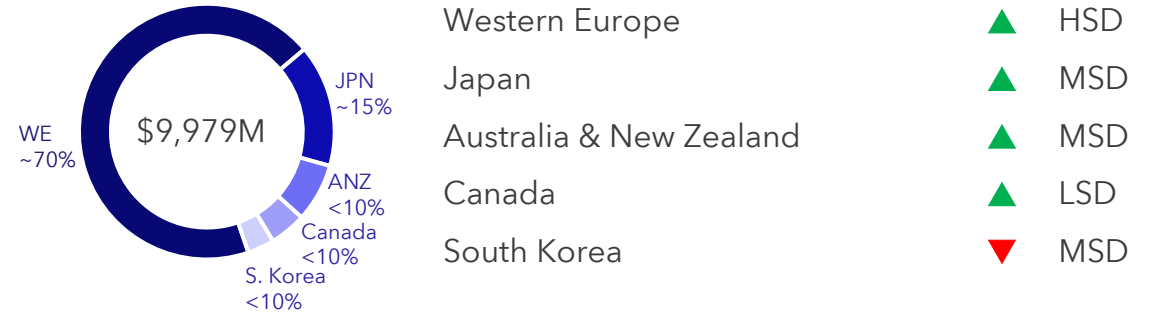 WE
~70%
$9,979M
JPN
~15%
ANZ
<10%
Canada
<10%
S. Korea
<10%
Western Europe HSD
Japan MSD
Australia & New Zealand MSD
Canada LSD
South Korea MSD